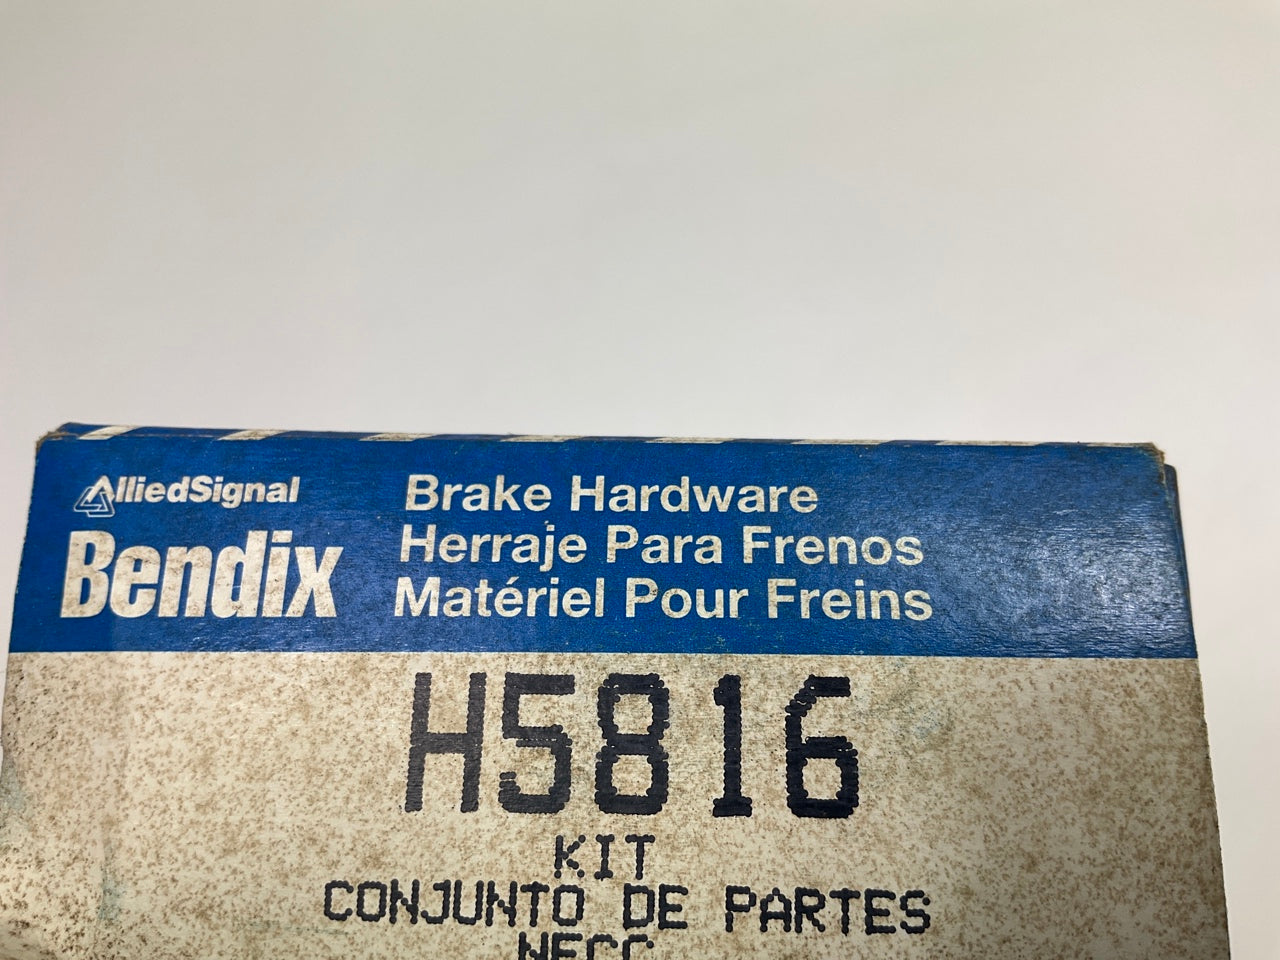 AlliedSignal
Bendix
Brake Hardware
Herraje Para Frenos
Matériel Pour Freins
H5816
KIT
CONJUNTO DE PARTES